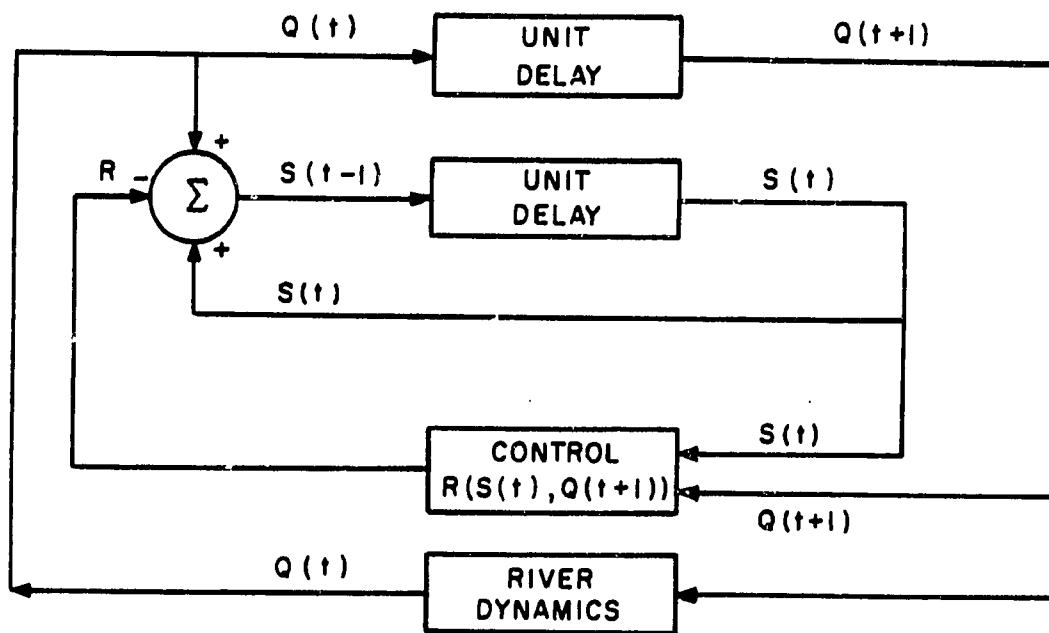 Q(t)
UNIT
DELAY
Q(t+1)
+
R
-
Σ
S(t-1)
UNIT
DELAY
S(t)
+
S(t)
CONTROL
R(S(t),Q(t+1))
S(t)
Q(t+1)
Q(t)
RIVER
DYNAMICS